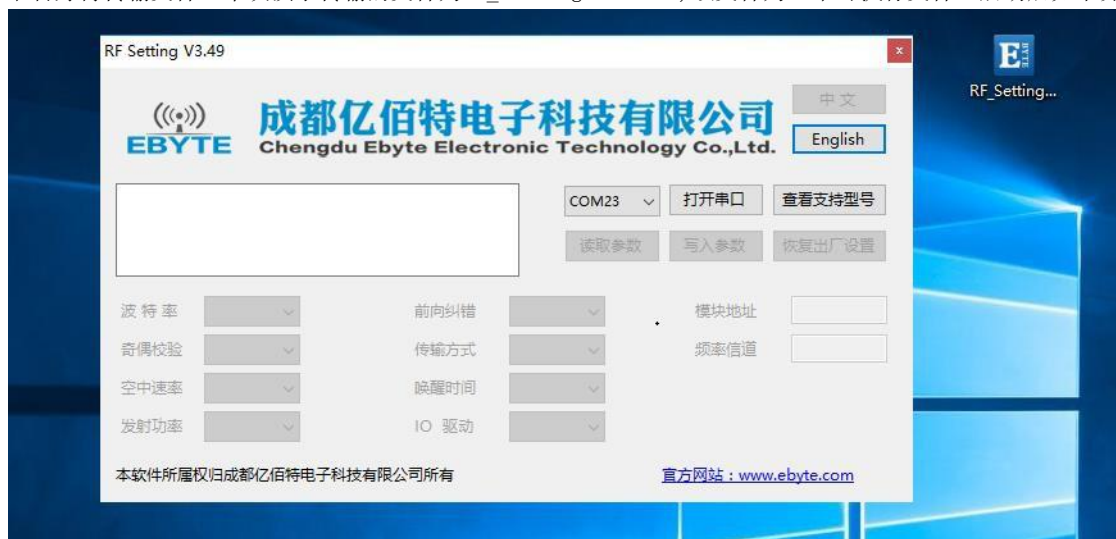 RF Setting V3.49
x
EBYTE
成都亿佰特电子科技有限公司
Chengdu Ebyte Electronic Technology Co.,Ltd.
中 文
English
COM23
打开串口
查看支持型号
读取参数
写入参数
恢复出厂设置
波 特 率
前向纠错
模块地址
奇偶校验
传输方式
频率信道
空中速率
唤醒时间
发射功率
IO 驱动
本软件所属权归成都亿佰特电子科技有限公司所有
官方网站：www.ebyte.com
E
BYTE
RF_Setting...